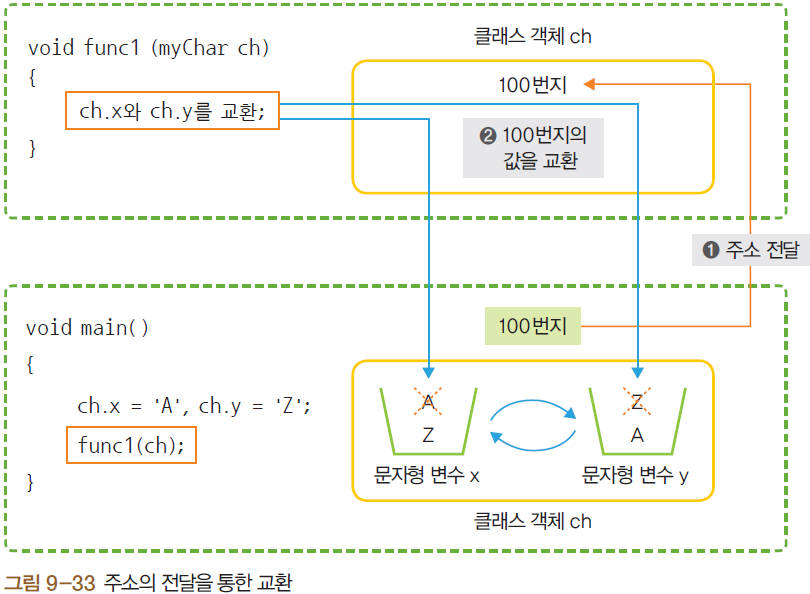 void func1 (myChar ch)
{
ch.x와 ch.y를 교환;
}
클래스 객체 ch
100번지
❷ 100번지의
값을 교환
❶ 주소 전달
void main()
{
ch.x = 'A', ch.y = 'Z';
func1(ch);
}
100번지
A
Z
문자형 변수 x
Z
A
문자형 변수 y
클래스 객체 ch
그림 9-33 주소의 전달을 통한 교환